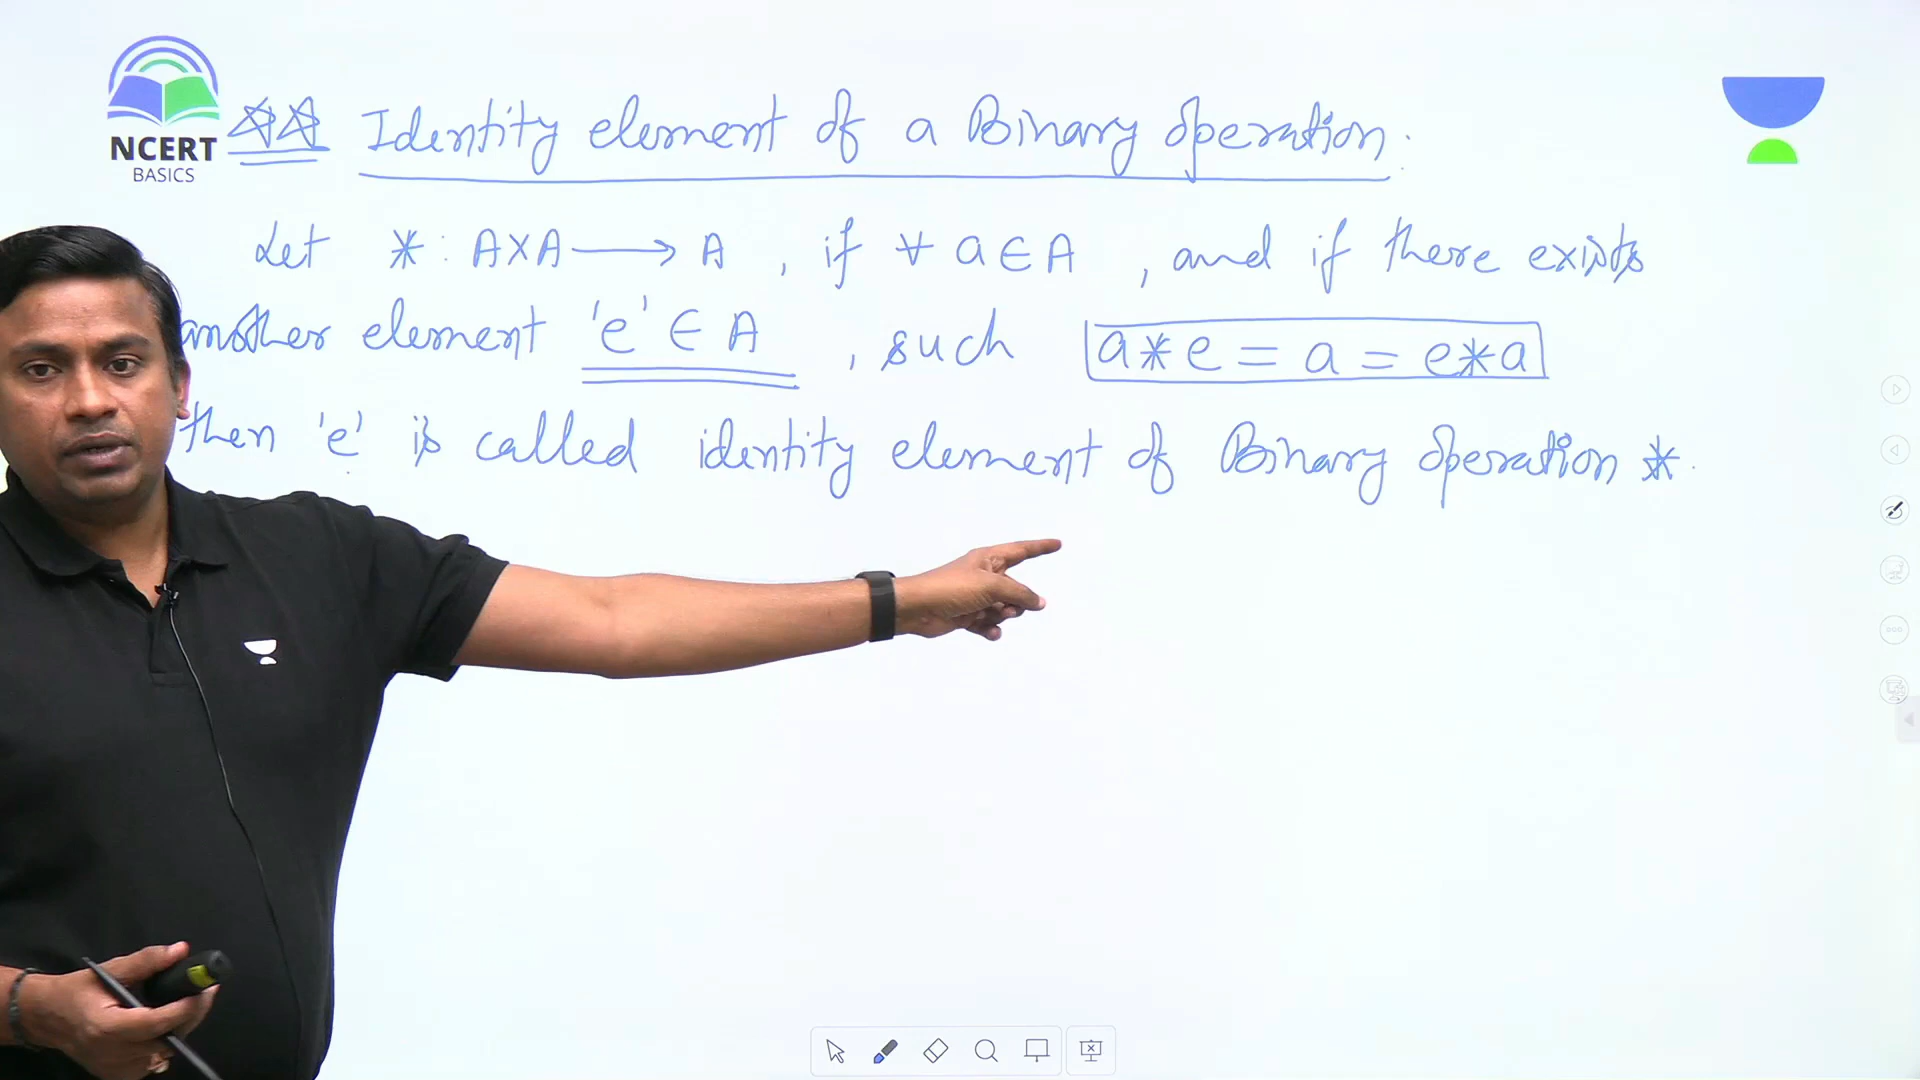 NCERT
BASICS
Identity element of a Binary operation.
Let * : A×A → A , if ∀ a ∈ A , and if there exists
another element 'e' ∈ A , such a*e = a = e*a
then 'e' is called identity element of Binary operation *.